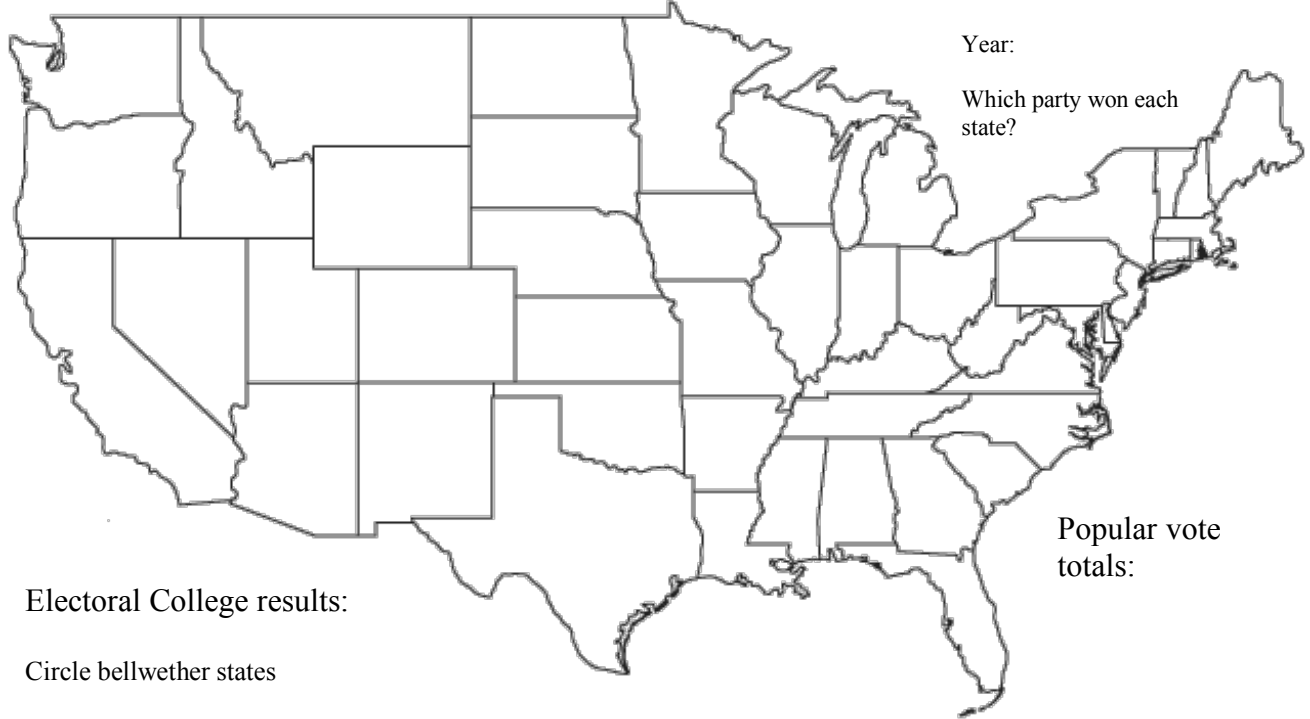 Year:
Which party won each
state?
Popular vote
totals:
Electoral College results:
Circle bellwether states